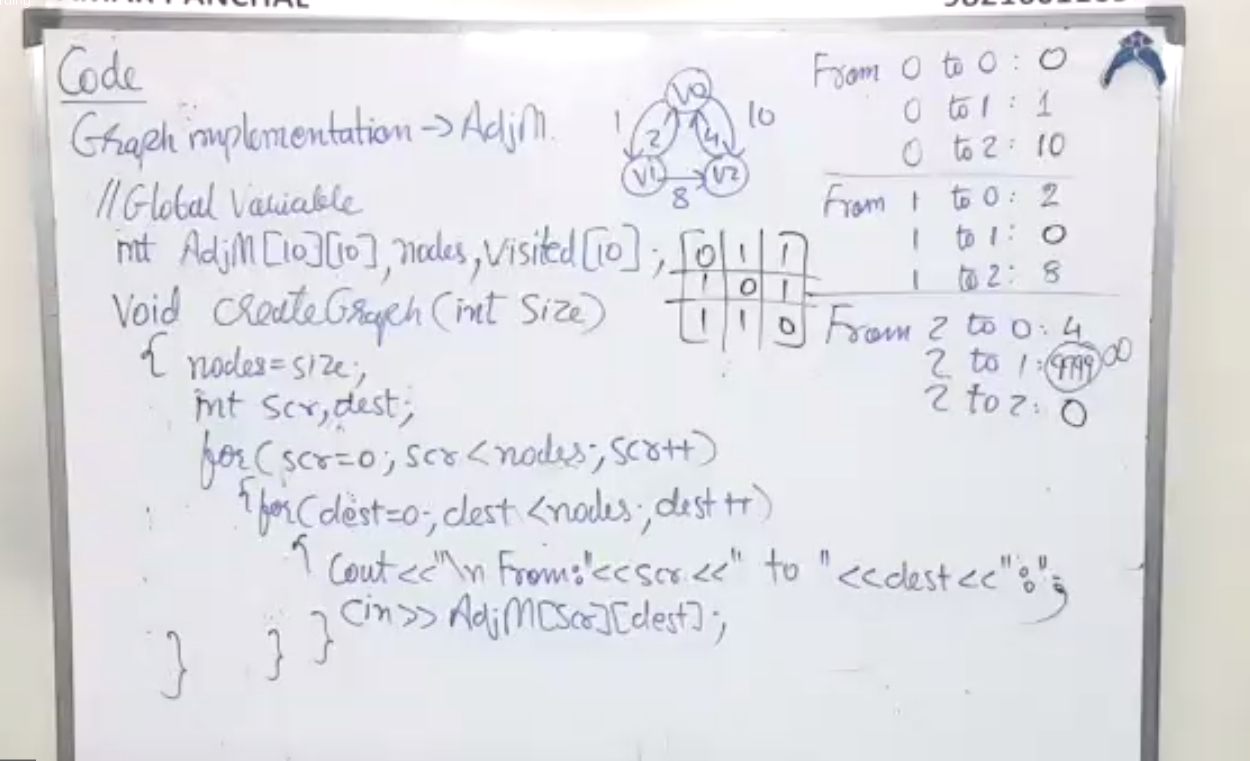 Code
Graph implementation → AdjM.
//Global Variable
int AdjM[10][10], nodes, Visited[10];
Void CreateGraph(int Size)
{ nodes=size;
int scr,dest;
for(scr=0; scr<nodes; scr++)
{for(dest=0; dest<nodes; dest++)
{ Cout<<"\n From:"<<scr<<" to "<<dest<<":";
Cin>> AdjM[Scr][dest];
} } }
V0
1 2 4 10
V1 V2
8
0 1 1
1 0 1
1 1 0
From 0 to 0 : 0
0 to 1 : 1
0 to 2 : 10
From 1 to 0 : 2
1 to 1 : 0
1 to 2 : 8
From 2 to 0 : 4
2 to 1 : 9999 ∞
2 to 2 : 0